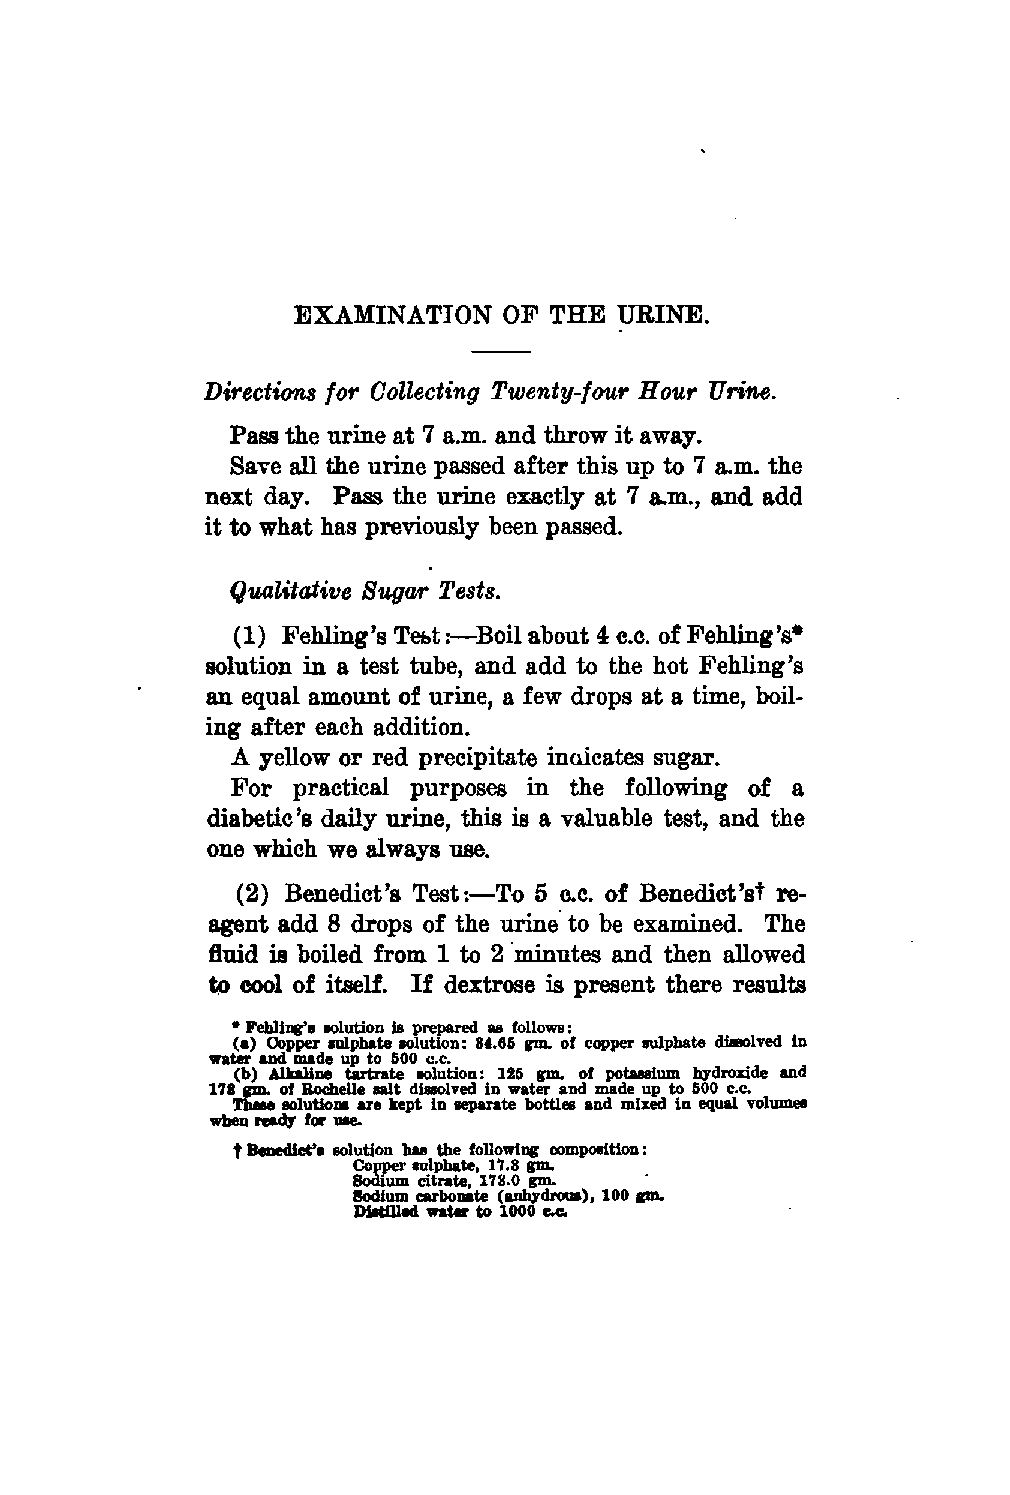 EXAMINATION OF THE URINE.
Directions for Collecting Twenty-four Hour Urine.
Pass the urine at 7 a.m. and throw it away.
Save all the urine passed after this up to 7 a.m. the
next day. Pass the urine exactly at 7 a.m., and add
it to what has previously been passed.
Qualitative Sugar Tests.
(1) Fehling's Test:—Boil about 4 c.c. of Fehling's*
solution in a test tube, and add to the hot Fehling's
an equal amount of urine, a few drops at a time, boil-
ing after each addition.
A yellow or red precipitate indicates sugar.
For practical purposes in the following of a
diabetic's daily urine, this is a valuable test, and the
one which we always use.
(2) Benedict's Test:—To 5 c.c. of Benedict's† re-
agent add 8 drops of the urine to be examined. The
fluid is boiled from 1 to 2 minutes and then allowed
to cool of itself. If dextrose is present there results
* Fehling's solution is prepared as follows:
(a) Copper sulphate solution: 34.65 gm. of copper sulphate dissolved in
water and made up to 500 c.c.
(b) Alkaline tartrate solution: 125 gm. of potassium hydroxide and
173 gm. of Rochelle salt dissolved in water and made up to 500 c.c.
These solutions are kept in separate bottles and mixed in equal volumes
when ready for use.
† Benedict's solution has the following composition:
Copper sulphate, 17.3 gm.
Sodium citrate, 173.0 gm.
Sodium carbonate (anhydrous), 100 gm.
Distilled water to 1000 c.c.